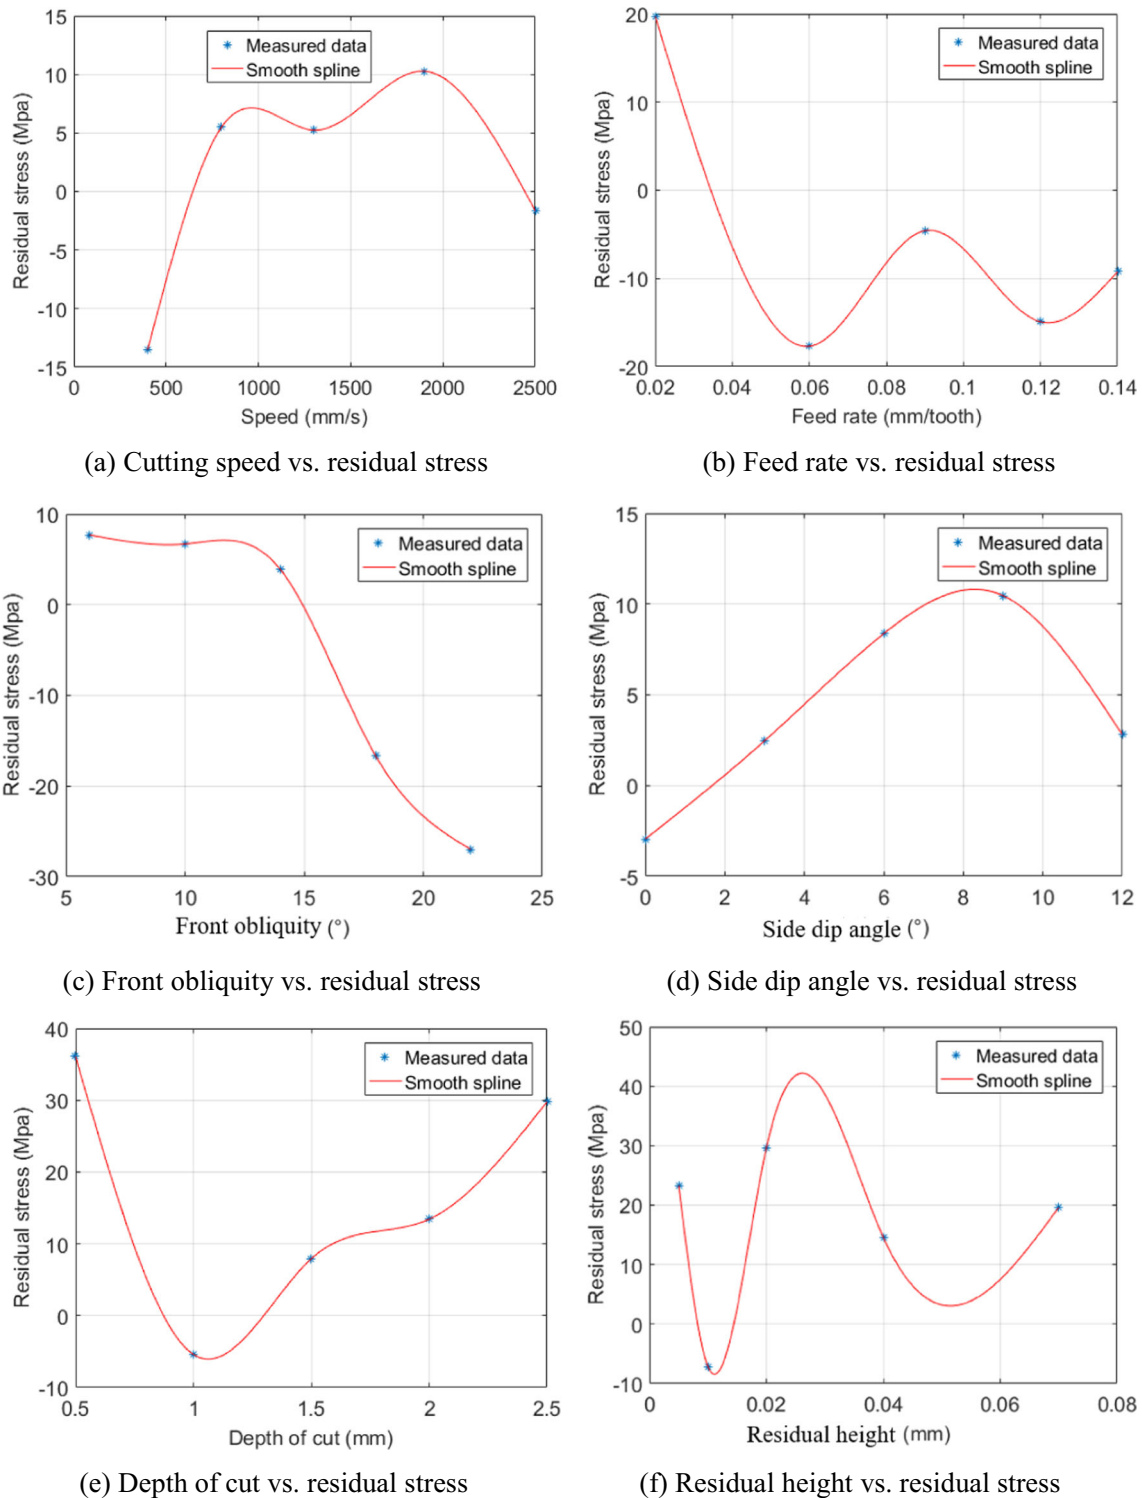 15
10
5
0
-5
-10
-15
Residual stress (Mpa)
Measured data
Smooth spline
0 500 1000 1500 2000 2500
Speed (mm/s)
(a) Cutting speed vs. residual stress
20
10
0
-10
-20
Residual stress (Mpa)
Measured data
Smooth spline
0.02 0.04 0.06 0.08 0.1 0.12 0.14
Feed rate (mm/tooth)
(b) Feed rate vs. residual stress
10
0
-10
-20
-30
Residual stress (Mpa)
Measured data
Smooth spline
5 10 15 20 25
Front obliquity (°)
(c) Front obliquity vs. residual stress
15
10
5
0
-5
Residual stress (Mpa)
Measured data
Smooth spline
0 2 4 6 8 10 12
Side dip angle (°)
(d) Side dip angle vs. residual stress
40
30
20
10
0
-10
Residual stress (Mpa)
Measured data
Smooth spline
0.5 1 1.5 2 2.5
Depth of cut (mm)
(e) Depth of cut vs. residual stress
50
40
30
20
10
0
-10
Residual stress (Mpa)
Measured data
Smooth spline
0 0.02 0.04 0.06 0.08
Residual height (mm)
(f) Residual height vs. residual stress